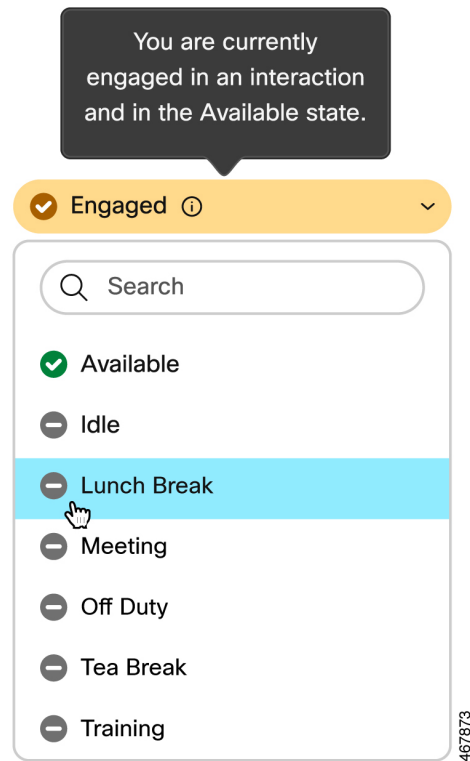 You are currently
engaged in an interaction
and in the Available state.
Engaged
Search
Available
Idle
Lunch Break
Meeting
Off Duty
Tea Break
Training
467873